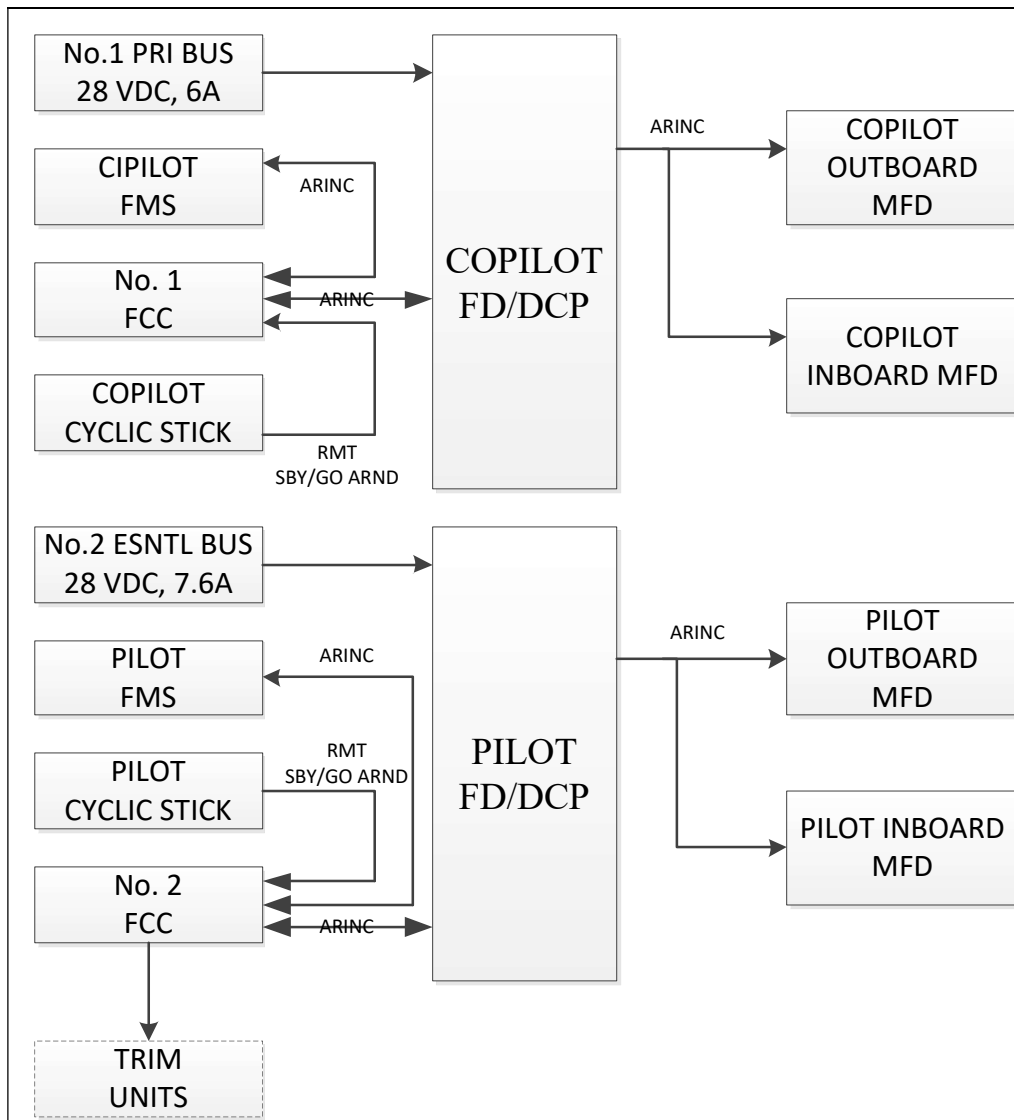 No.1 PRI BUS
28 VDC, 6A
CIPILOT
FMS
ARINC
No. 1
FCC
ARINC
COPILOT
CYCLIC STICK
RMT
SBY/GO ARND
COPILOT
FD/DCP
ARINC
COPILOT
OUTBOARD
MFD
COPILOT
INBOARD MFD
No.2 ESNTL BUS
28 VDC, 7.6A
PILOT
FMS
ARINC
RMT
SBY/GO ARND
PILOT
CYCLIC STICK
No. 2
FCC
ARINC
TRIM
UNITS
PILOT
FD/DCP
ARINC
PILOT
OUTBOARD
MFD
PILOT INBOARD
MFD